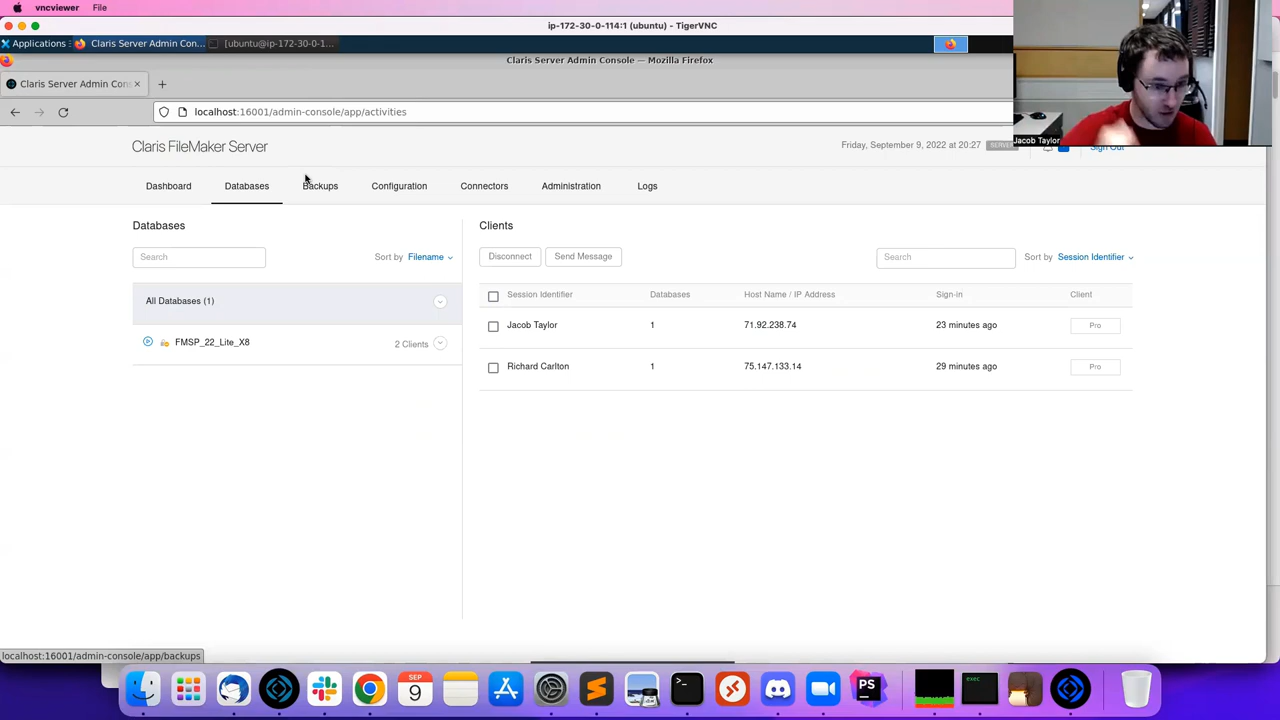 vncviewer File
ip-172-30-0-114:1 (ubuntu) - TigerVNC
Applications Claris Server Admin Con... [ubuntu@ip-172-30-0-1...
Claris Server Admin Console — Mozilla Firefox
Claris Server Admin Cons
localhost:16001/admin-console/app/activities
Jacob Taylor
Claris FileMaker Server
Friday, September 9, 2022 at 20:27
Sign Out
Dashboard Databases Backups Configuration Connectors Administration Logs
Databases
Search
Sort by Filename
All Databases (1)
FMSP_22_Lite_X8 2 Clients
Clients
Disconnect Send Message Search Sort by Session Identifier
Session Identifier Databases Host Name / IP Address Sign-in Client
Jacob Taylor 1 71.92.238.74 23 minutes ago Pro
Richard Carlton 1 75.147.133.14 29 minutes ago Pro
localhost:16001/admin-console/app/backups
SEP
9
>_
PS
exec